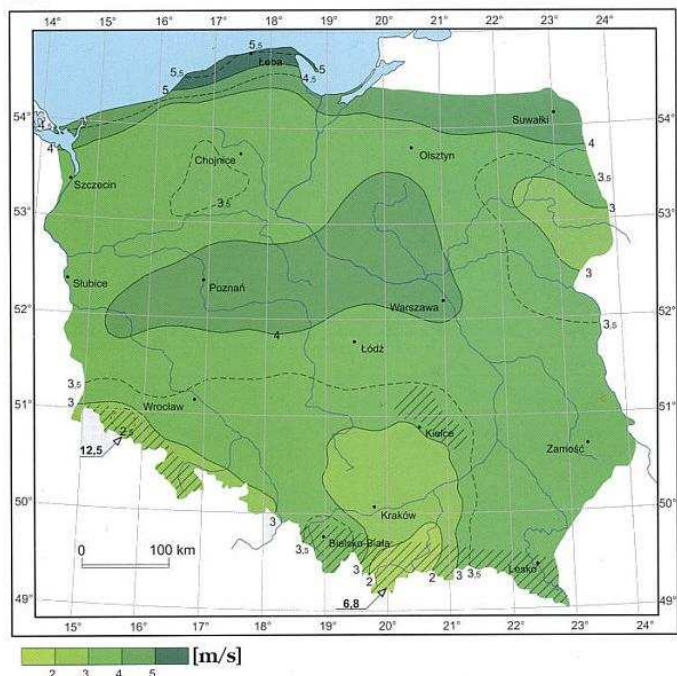 14° 15° 16° 17° 18° 19° 20° 21° 22° 23° 24°
5,5
Łeba
5,5 5
5 4,5
Suwałki
54° 54°
4 4
Chojnice Olsztyn
Szczecin 3,5
53° 3,5 3 53°
3
Słubice Poznań
52° Warszawa 52°
3,5
4
Łódź
51° 3,5 51°
3 Wrocław
2,5 Kielce
12,5 Zamość
50° 50°
3 Kraków
0 100 km 3,5 Bielsko-Biała
3 2 2 3 3,5 Lesko
49° 6,8 49°
15° 16° 17° 18° 19° 20° 21° 22° 23°
[m/s]
2 3 4 5